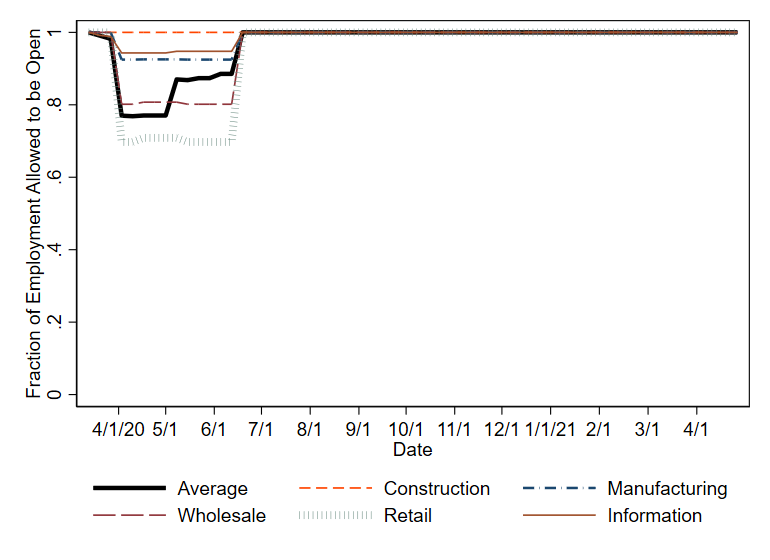 Fraction of Employment Allowed to be Open
1
.8
.6
.4
.2
0
4/1/20 5/1 6/1 7/1 8/1 9/1 10/1 11/1 12/1 1/1/21 2/1 3/1 4/1
Date
Average Construction Manufacturing
Wholesale Retail Information